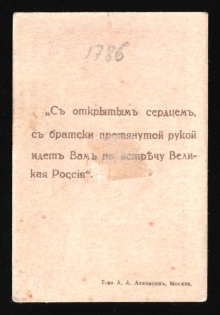 1786
„Съ открытымъ сердцемъ,
съ братски протянутой рукой
идетъ Вамъ на встрѣчу Вели-
кая Россія“.
Т-во А. А. Левенсонъ, Москва.